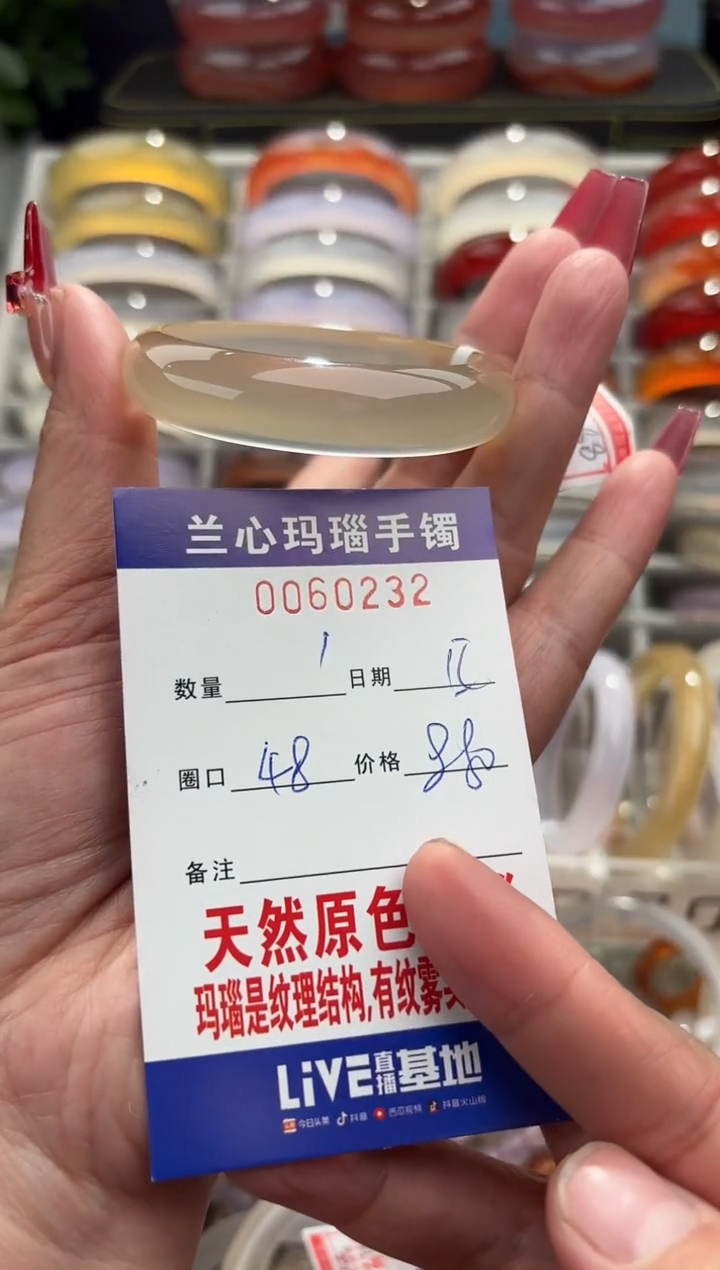 兰心玛瑙手镯
0060232
数量 1 日期
圈口 48 价格
备注
天然原色
玛瑙是纹理结构,有纹雾
LiVE直播基地
今日头条 抖音 西瓜视频 抖音火山版